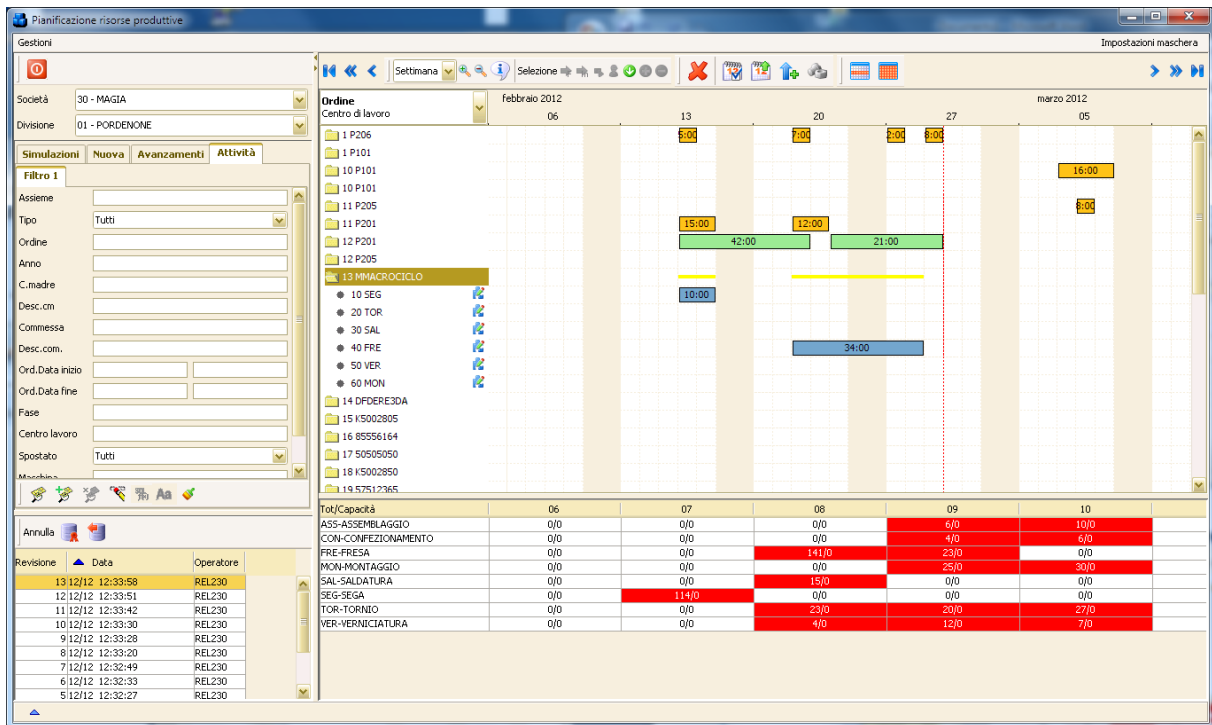 Pianificazione risorse produttive
Gestioni
Impostazioni maschera
Settimana
Selezione
Società 30 - MAGIA
Divisione 01 - PORDENONE
Simulazioni Nuova Avanzamenti Attività
Filtro 1
Assieme
Tipo Tutti
Ordine
Anno
C.madre
Desc.cm
Commessa
Desc.com.
Ord.Data inizio
Ord.Data fine
Fase
Centro lavoro
Spostato Tutti
Macchina
Aa
Annulla
Revisione Data Operatore
13 12/12 12:33:58 REL230
12 12/12 12:33:51 REL230
11 12/12 12:33:42 REL230
10 12/12 12:33:30 REL230
9 12/12 12:33:28 REL230
8 12/12 12:33:20 REL230
7 12/12 12:32:49 REL230
6 12/12 12:32:33 REL230
5 12/12 12:32:27 REL230
Ordine
Centro di lavoro
febbraio 2012 marzo 2012
06 13 20 27 05
1 P206 5:00 7:00 2:00 8:00
1 P101
10 P101 16:00
10 P101
11 P205 8:00
11 P201 15:00 12:00
12 P201 42:00 21:00
12 P205
13 MMACROCICLO
10 SEG 10:00
20 TOR
30 SAL
40 FRE 34:00
50 VER
60 MON
14 DFDERE3DA
15 K5002805
16 85556164
17 50505050
18 K5002850
19 57512365
Tot/Capacità 06 07 08 09 10
ASS-ASSEMBLAGGIO 0/0 0/0 0/0 6/0 10/0
CON-CONFEZIONAMENTO 0/0 0/0 0/0 4/0 6/0
FRE-FRESA 0/0 0/0 141/0 23/0 0/0
MON-MONTAGGIO 0/0 0/0 0/0 25/0 30/0
SAL-SALDATURA 0/0 0/0 15/0 0/0 0/0
SEG-SEGA 0/0 114/0 0/0 0/0 0/0
TOR-TORNIO 0/0 0/0 23/0 20/0 27/0
VER-VERNICIATURA 0/0 0/0 4/0 12/0 7/0